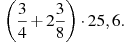 (3/4 + 2 3/8) · 25,6.